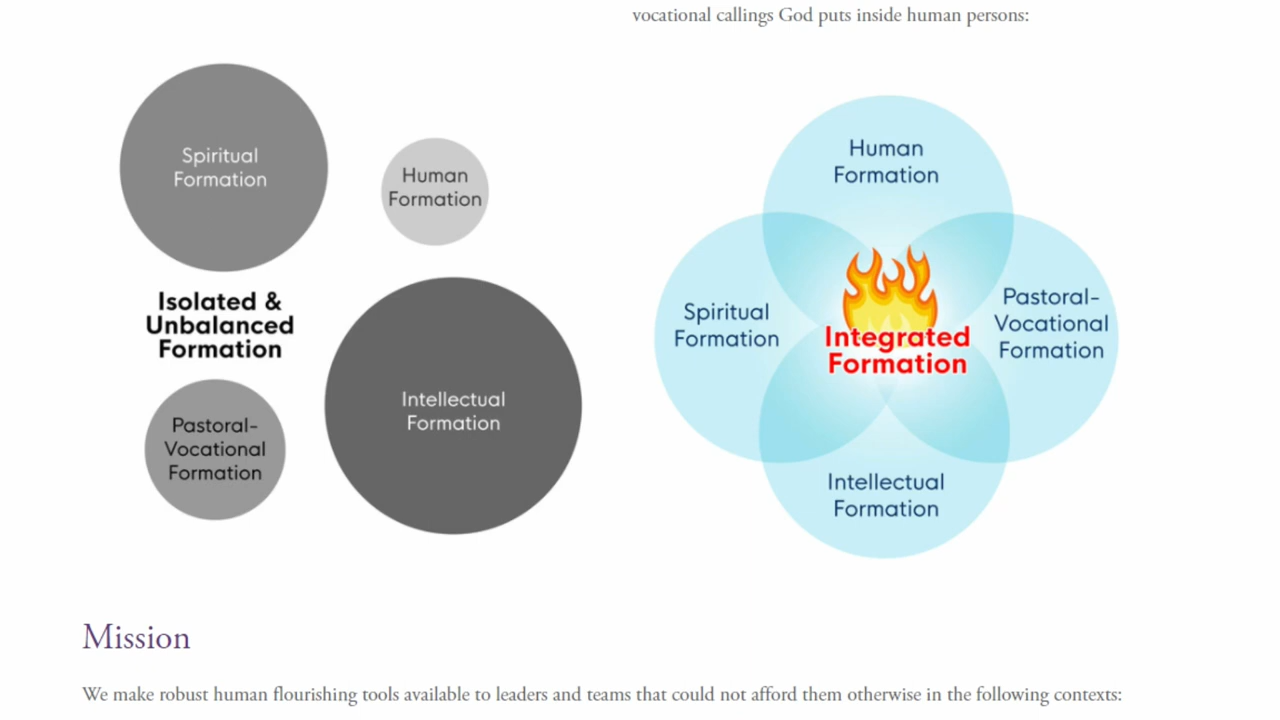 vocational callings God puts inside human persons:
Spiritual
Formation
Human
Formation
Isolated &
Unbalanced
Formation
Pastoral-
Vocational
Formation
Intellectual
Formation
Human
Formation
Spiritual
Formation
Integrated
Formation
Pastoral-
Vocational
Formation
Intellectual
Formation
Mission
We make robust human flourishing tools available to leaders and teams that could not afford them otherwise in the following contexts: